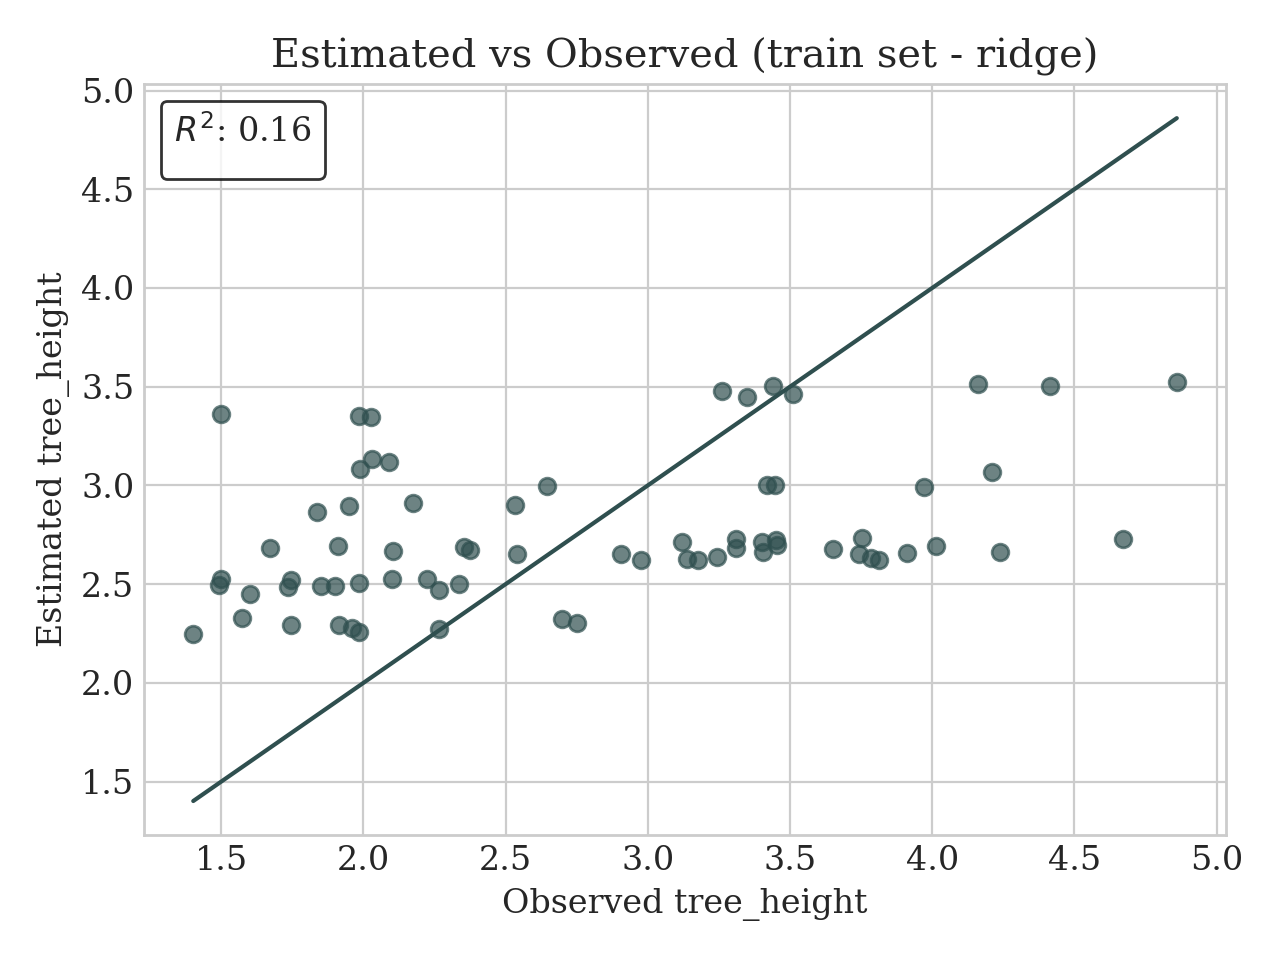 Estimated vs Observed (train set - ridge)
R²: 0.16
5.0
4.5
4.0
3.5
3.0
2.5
2.0
1.5
Estimated tree_height
1.5 2.0 2.5 3.0 3.5 4.0 4.5 5.0
Observed tree_height